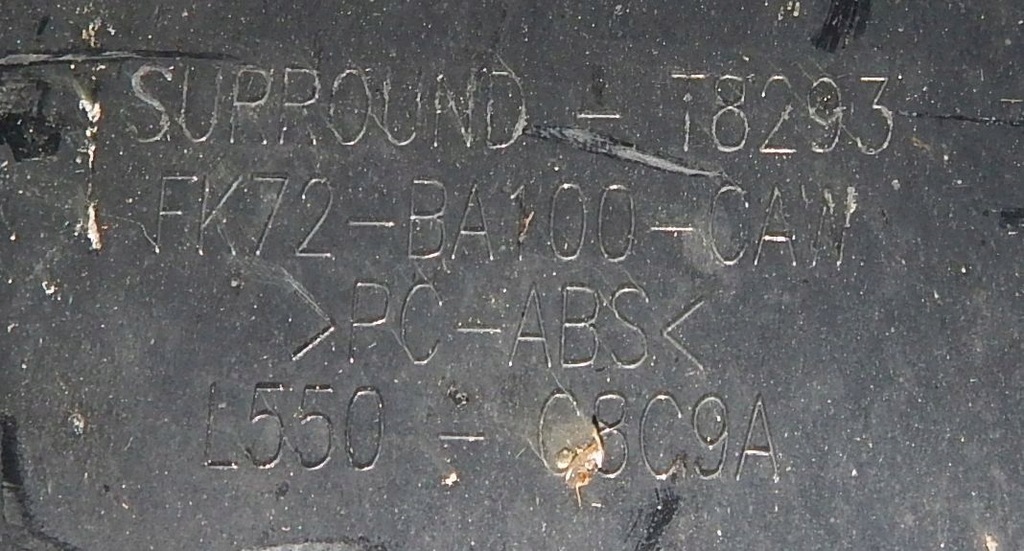 SURROUND - T8293
FK72-BA100-CAW
>PC-ABS<
L550 - C8C9A